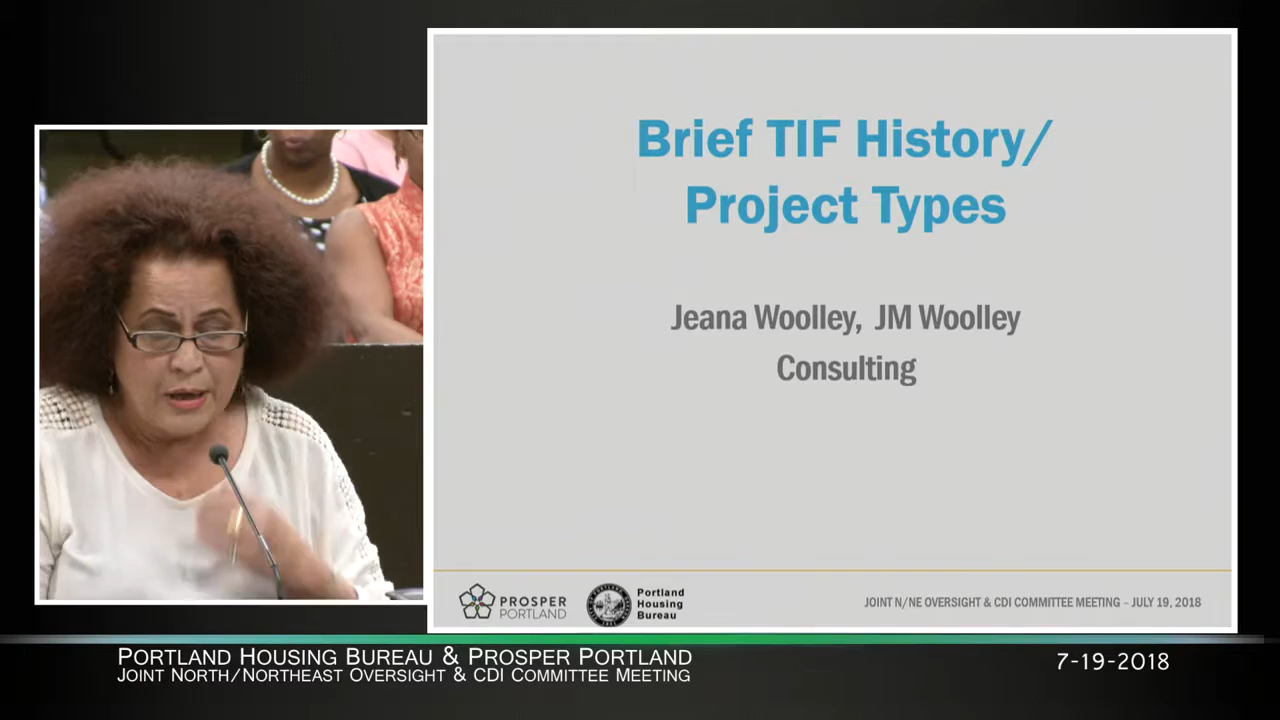 Brief TIF History/
Project Types
Jeana Woolley, JM Woolley
Consulting
PROSPER
PORTLAND
Portland
Housing
Bureau
JOINT N/NE OVERSIGHT & CDI COMMITTEE MEETING – JULY 19, 2018
PORTLAND HOUSING BUREAU & PROSPER PORTLAND
JOINT NORTH/NORTHEAST OVERSIGHT & CDI COMMITTEE MEETING
7-19-2018